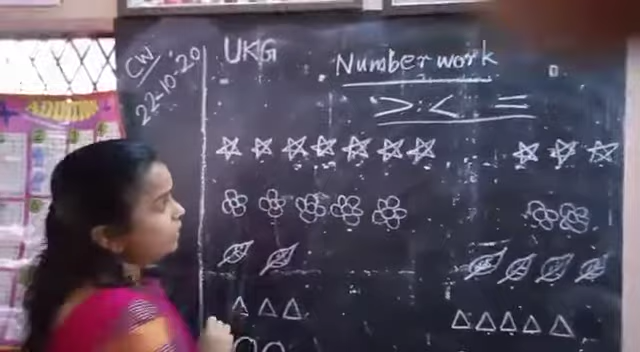 CW
22-10-20
UKG
Number work
> < =
ADDITION